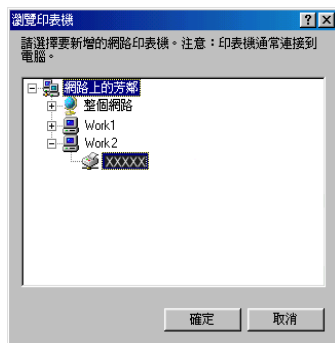 瀏覽印表機
請選擇要新增的網路印表機。注意：印表機通常連接到
電腦。
網路上的芳鄰
整個網路
Work1
Work2
XXXXX
確定
取消